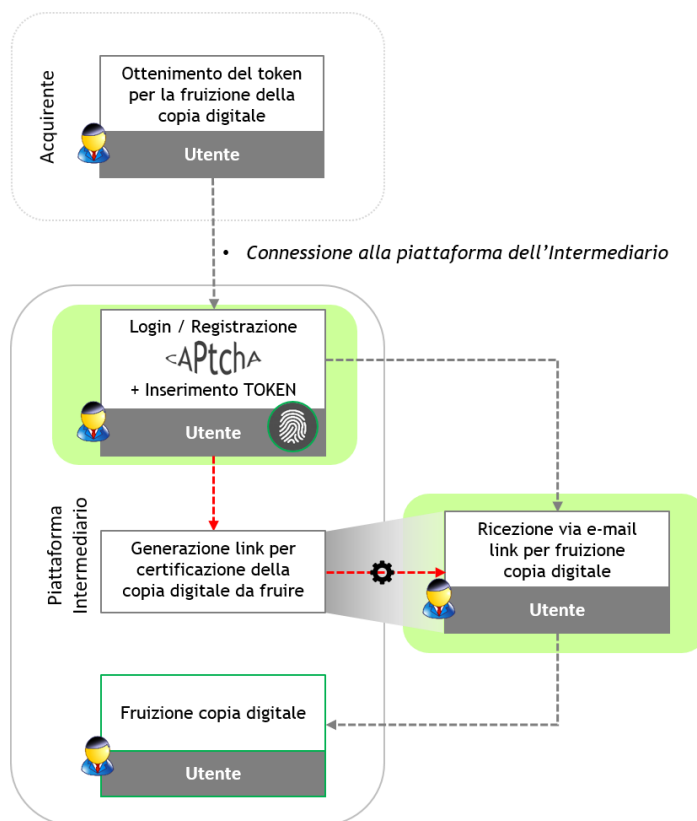 Acquirente
Ottenimento del token
per la fruizione della
copia digitale
Utente
• Connessione alla piattaforma dell'Intermediario
Piattaforma
Intermediario
Login / Registrazione
cAPtchA
+ Inserimento TOKEN
Utente
Generazione link per
certificazione della
copia digitale da fruire
Ricezione via e-mail
link per fruizione
copia digitale
Utente
Fruizione copia digitale
Utente